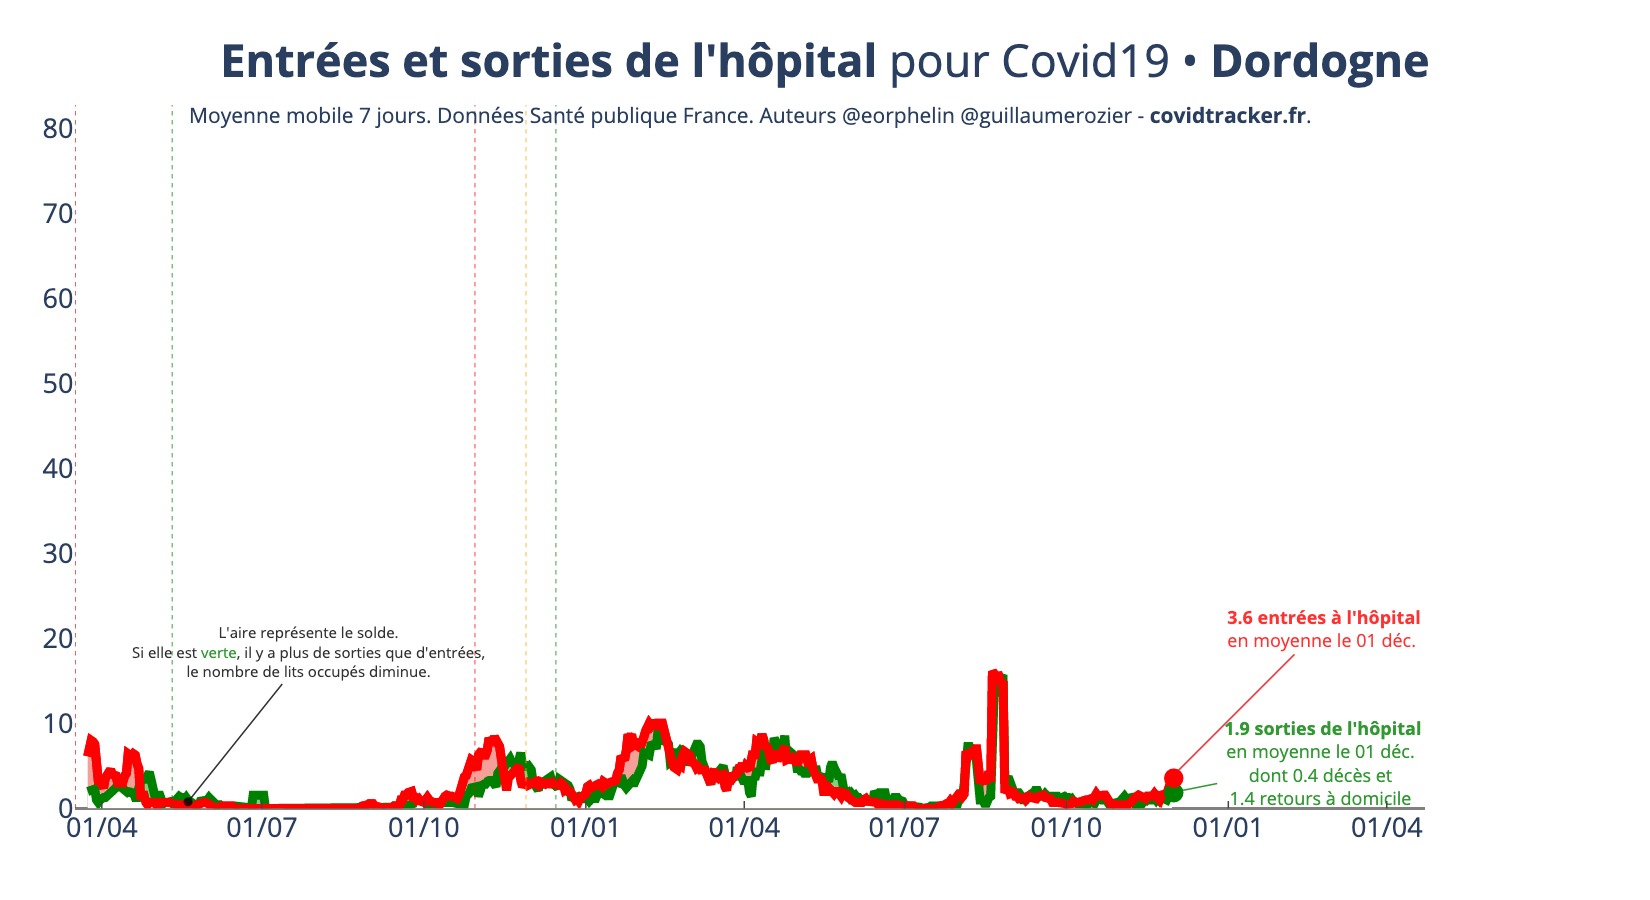 Entrées et sorties de l'hôpital pour Covid19 • Dordogne
Moyenne mobile 7 jours. Données Santé publique France. Auteurs @eorphelin @guillaumerozier - covidtracker.fr.
80
70
60
50
40
30
20
10
0
L'aire représente le solde.
Si elle est verte, il y a plus de sorties que d'entrées,
le nombre de lits occupés diminue.
3.6 entrées à l'hôpital
en moyenne le 01 déc.
1.9 sorties de l'hôpital
en moyenne le 01 déc.
dont 0.4 décès et
1.4 retours à domicile
01/04 01/07 01/10 01/01 01/04 01/07 01/10 01/01 01/04